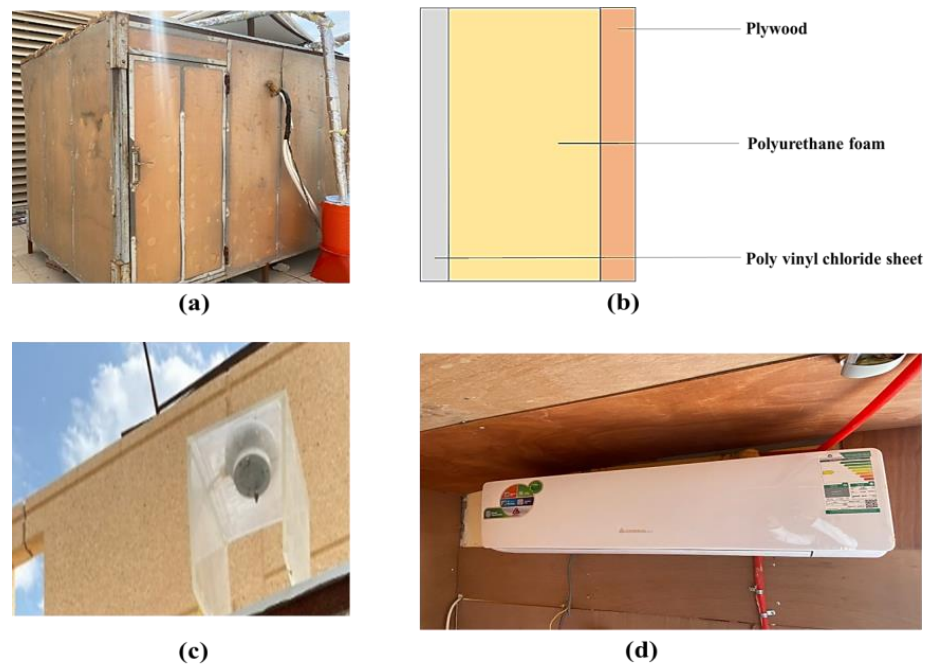 Plywood
Polyurethane foam
Poly vinyl chloride sheet
(a)
(b)
(c)
(d)